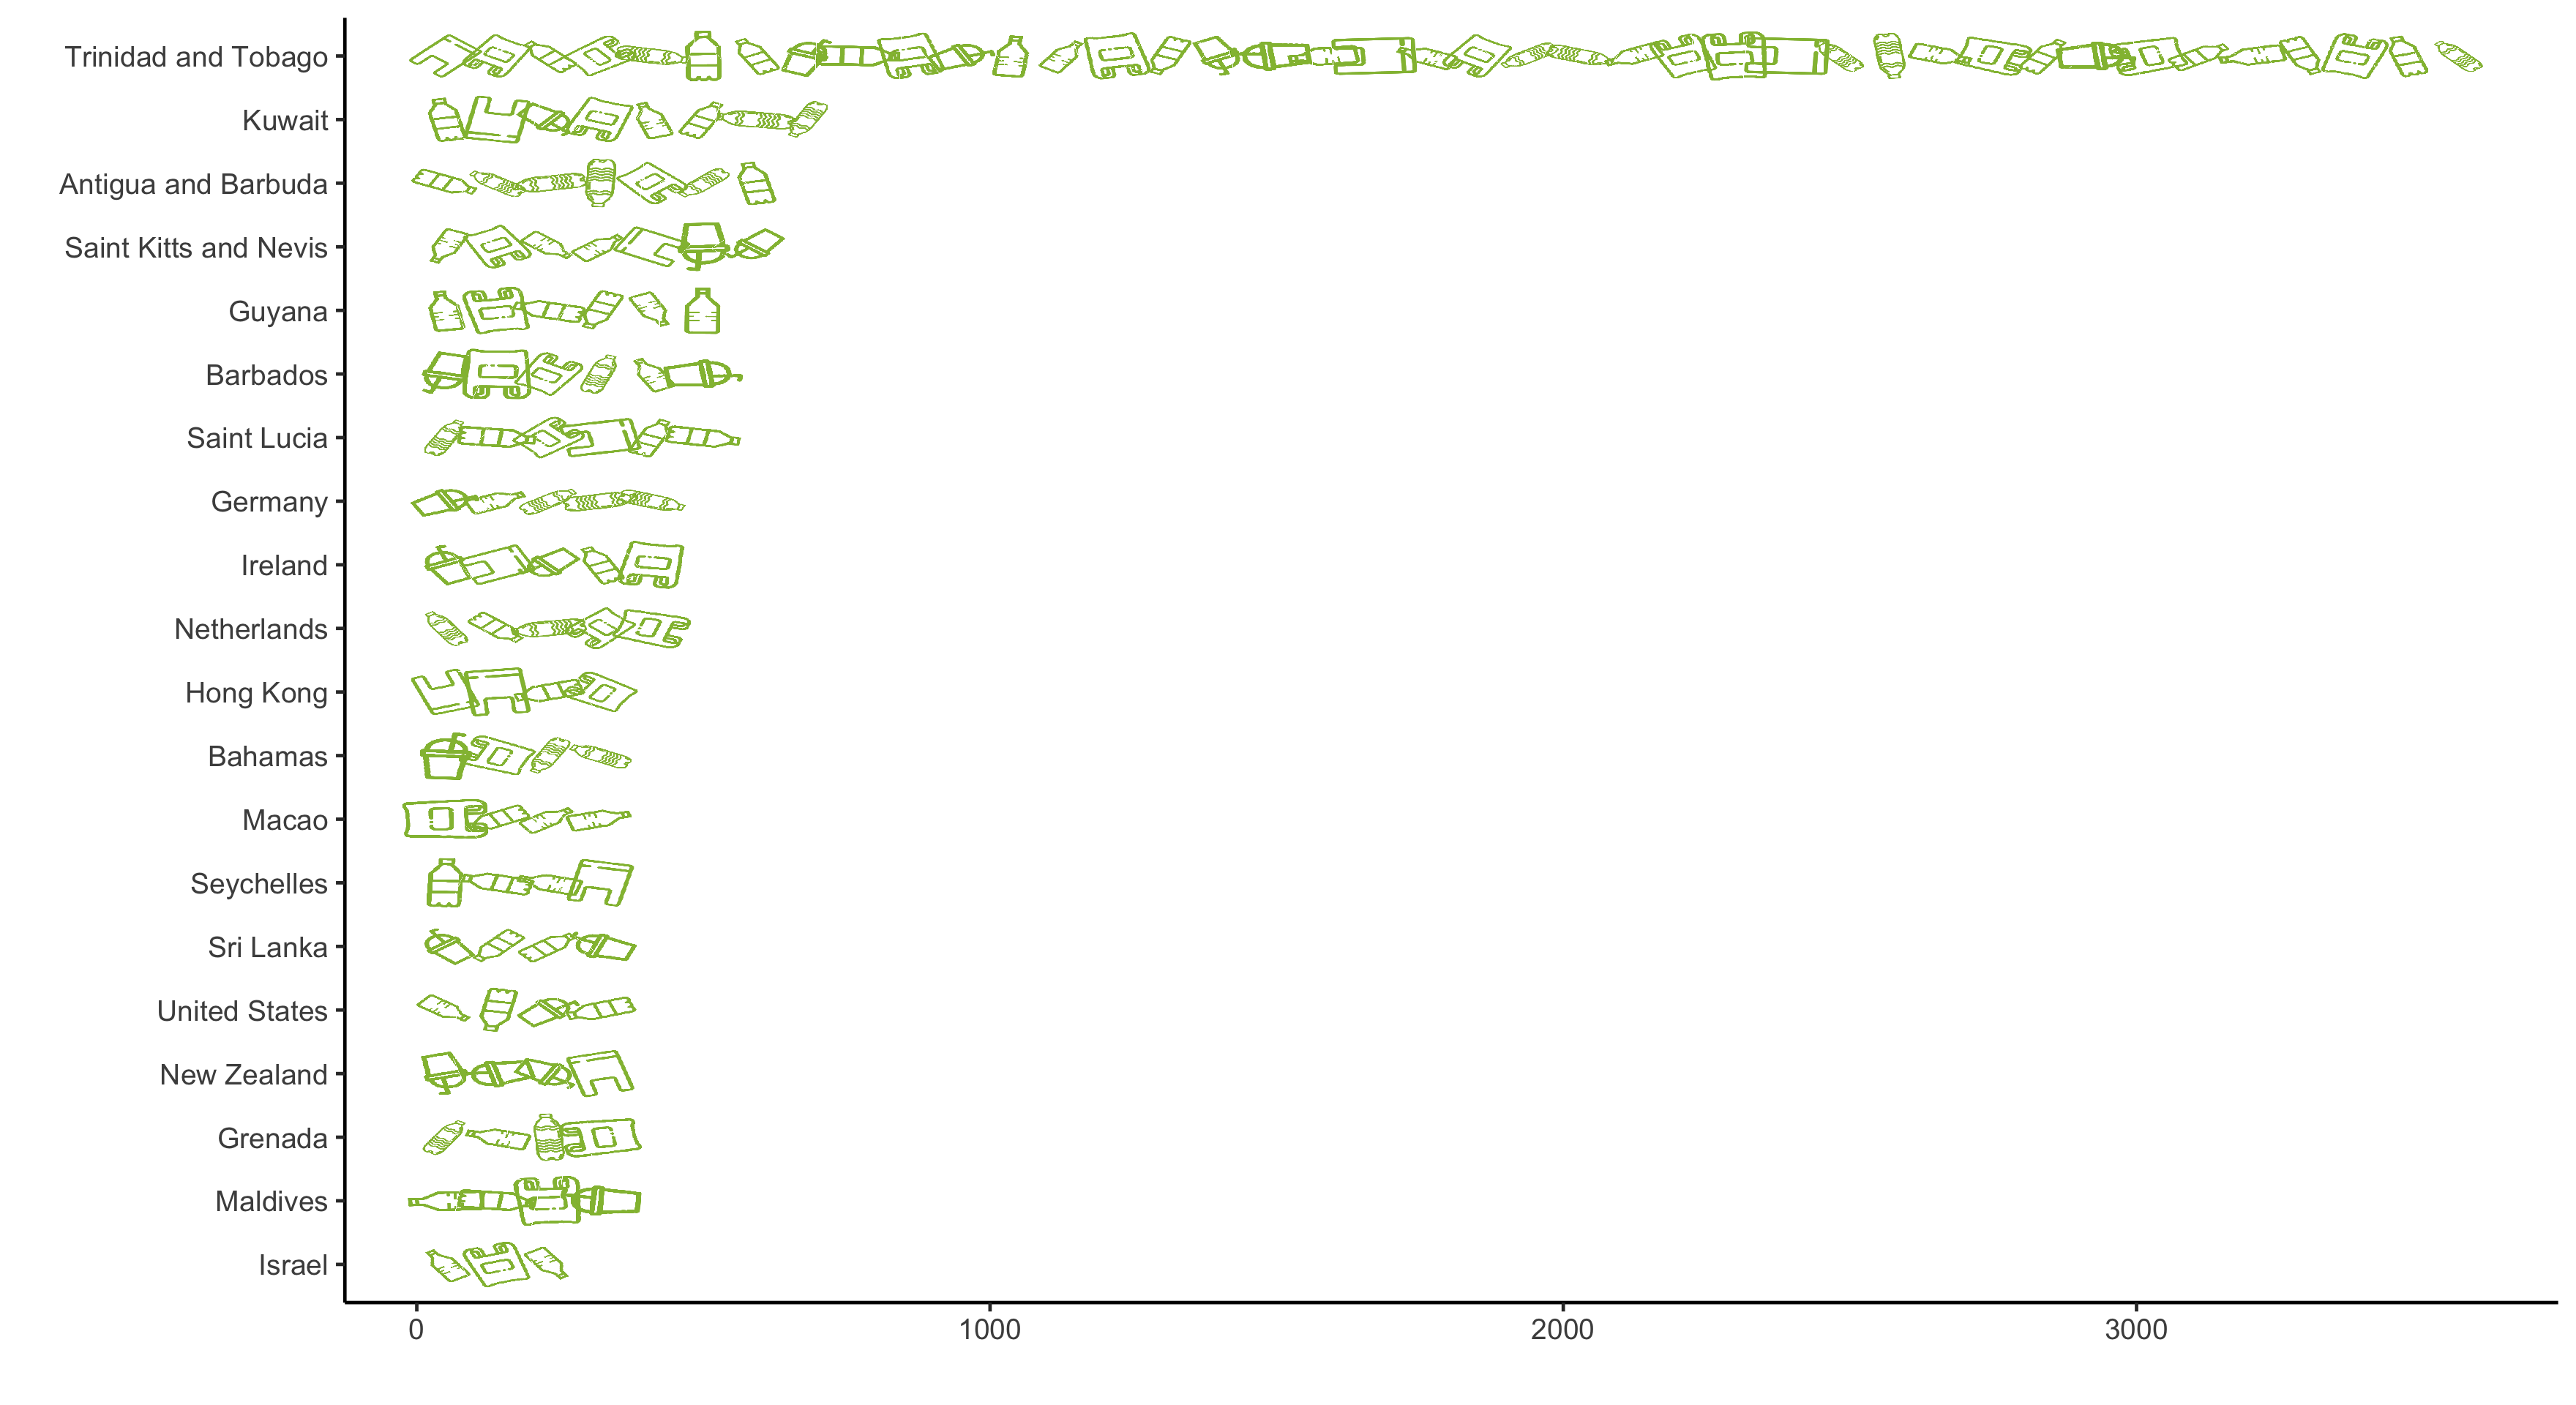 Trinidad and Tobago
Kuwait
Antigua and Barbuda
Saint Kitts and Nevis
Guyana
Barbados
Saint Lucia
Germany
Ireland
Netherlands
Hong Kong
Bahamas
Macao
Seychelles
Sri Lanka
United States
New Zealand
Grenada
Maldives
Israel
0 1000 2000 3000